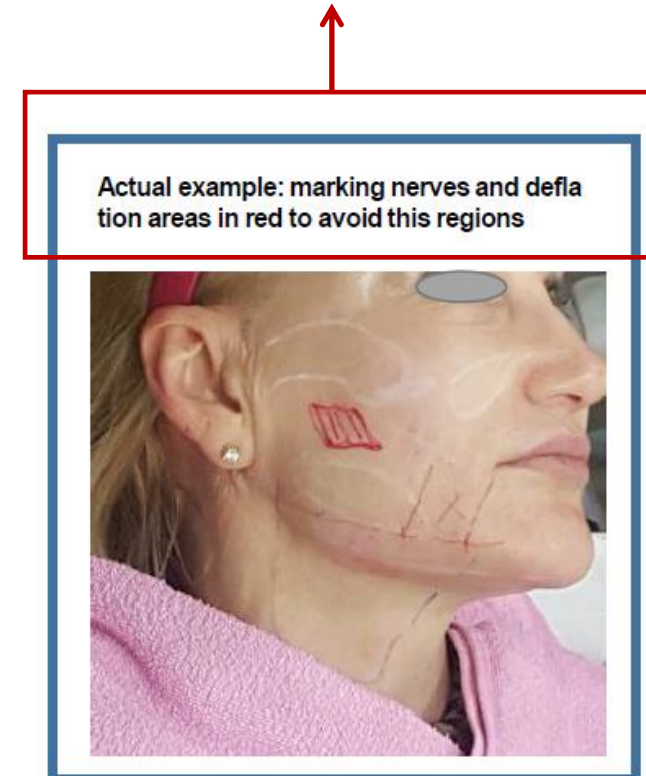 Actual example: marking nerves and defla
tion areas in red to avoid this regions